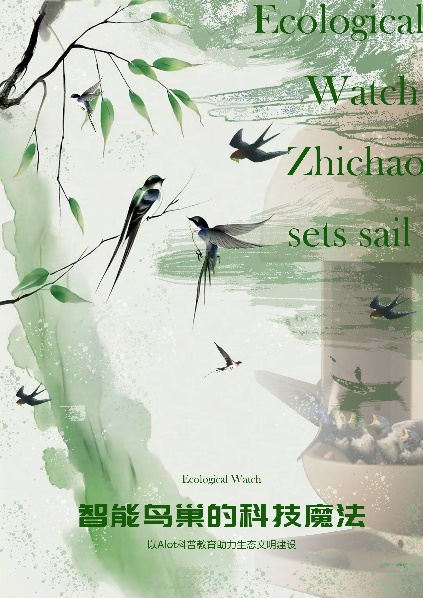 Ecological
Watch
Zhichao
sets sail
Ecological Watch
智能鸟巢的科技魔法
以AIot科普教育助力生态文明建设